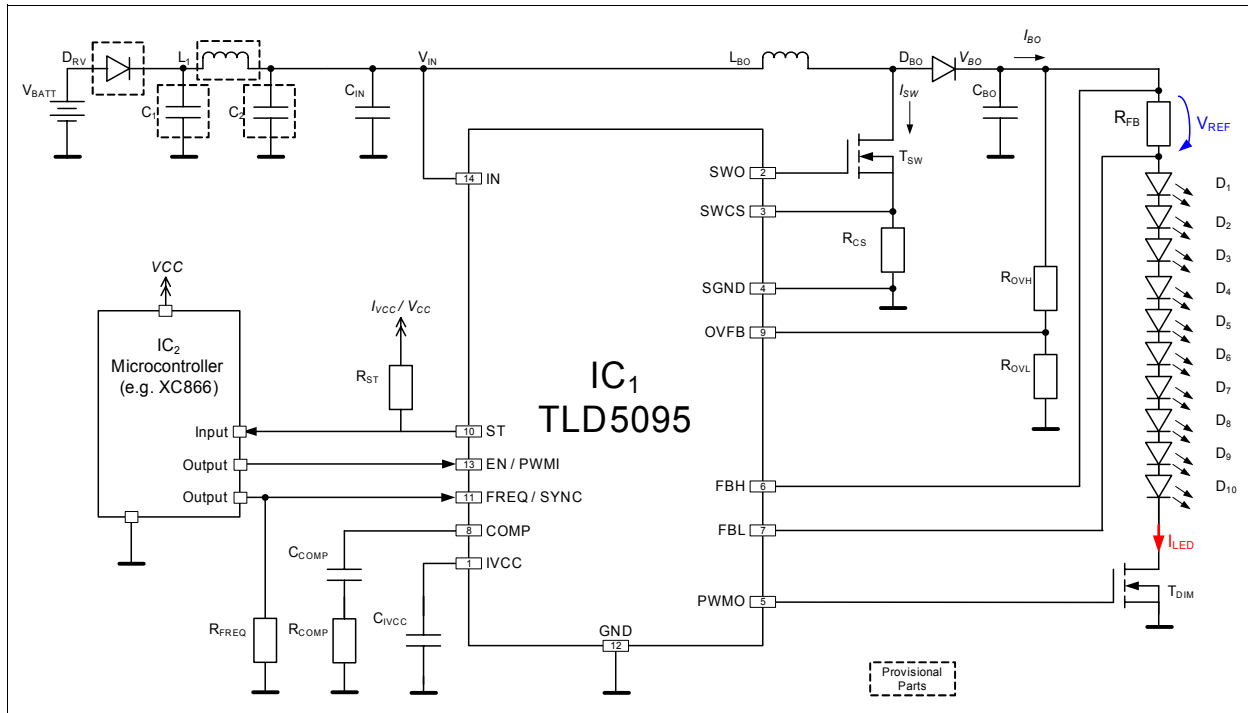 DRV
L1
VIN
LBO
DBO
VBO
IBO
VBATT
C1
C2
CIN
ISW
CBO
RFB
VREF
TSW
14 IN
SWO 2
SWCS 3
RCS
SGND 4
OVFB 9
ROVH
ROVL
D1
D2
D3
D4
D5
D6
D7
D8
D9
D10
VCC
IVCC / VCC
IC2
Microcontroller
(e.g. XC866)
RST
IC1
TLD5095
Input
Output
Output
10 ST
13 EN / PWMI
11 FREQ / SYNC
8 COMP
1 IVCC
FBH 6
FBL 7
PWMO 5
ILED
TDIM
CCOMP
RFREQ
RCOMP
CIVCC
GND
12
Provisional
Parts